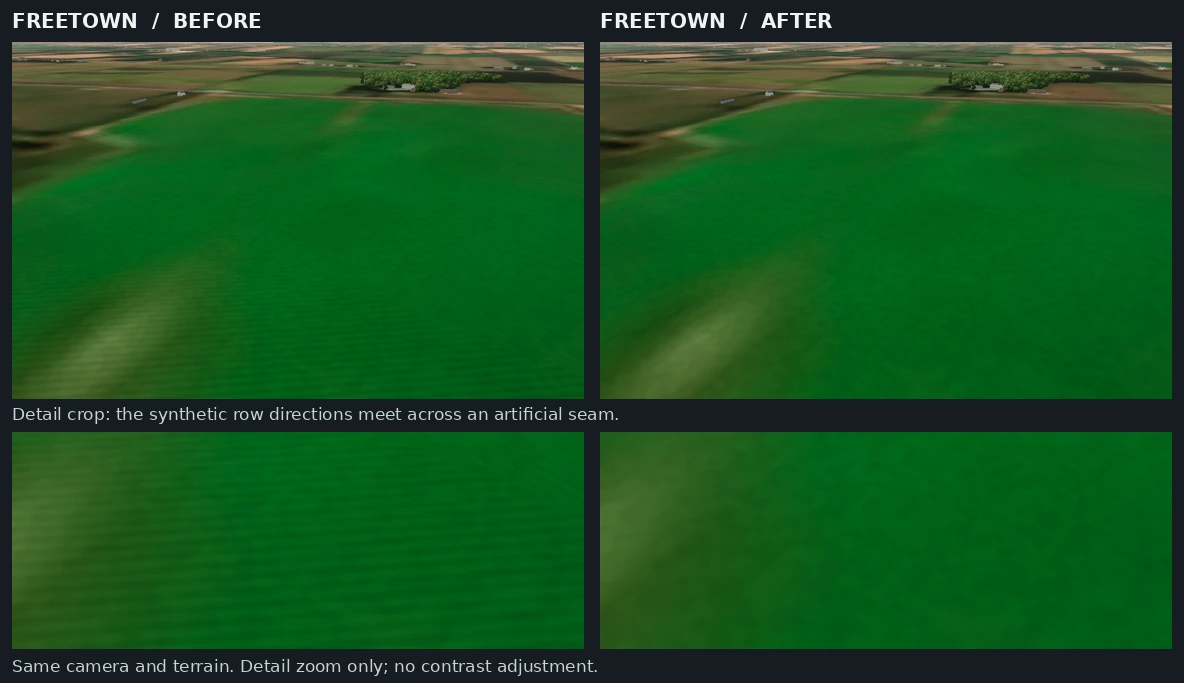 FREETOWN / BEFORE
FREETOWN / AFTER
Detail crop: the synthetic row directions meet across an artificial seam.
Same camera and terrain. Detail zoom only; no contrast adjustment.